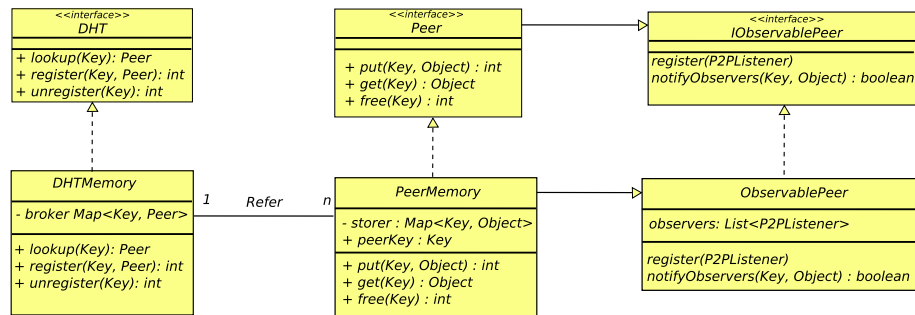 <<interface>>
DHT
+ lookup(Key): Peer
+ register(Key, Peer): int
+ unregister(Key): int
<<interface>>
Peer
+ put(Key, Object) : int
+ get(Key) : Object
+ free(Key) : int
<<interface>>
IObservablePeer
register(P2PListener)
notifyObservers(Key, Object) : boolean
DHTMemory
- broker Map<Key, Peer>
+ lookup(Key): Peer
+ register(Key, Peer): int
+ unregister(Key): int
1
Refer
n
PeerMemory
- storer : Map<Key, Object>
+ peerKey : Key
+ put(Key, Object) : int
+ get(Key) : Object
+ free(Key) : int
ObservablePeer
observers: List<P2PListener>
register(P2PListener)
notifyObservers(Key, Object) : boolean